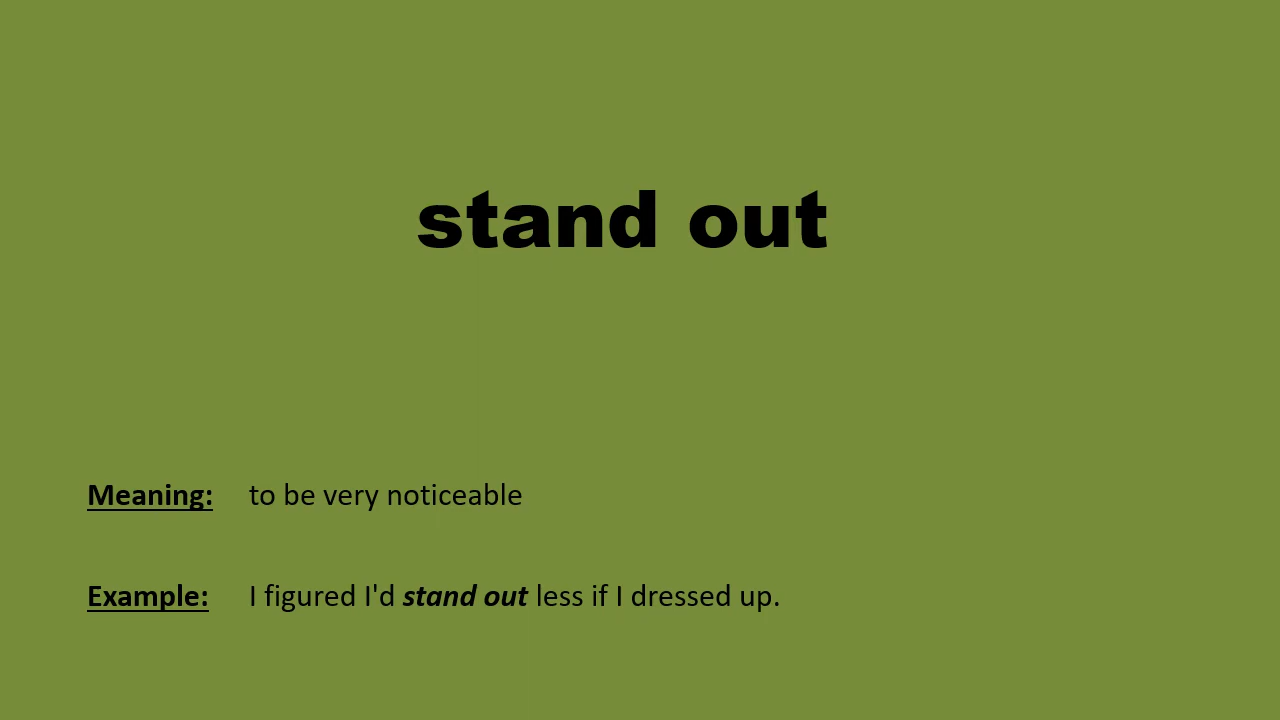 stand out
Meaning: to be very noticeable
Example: I figured I'd stand out less if I dressed up.